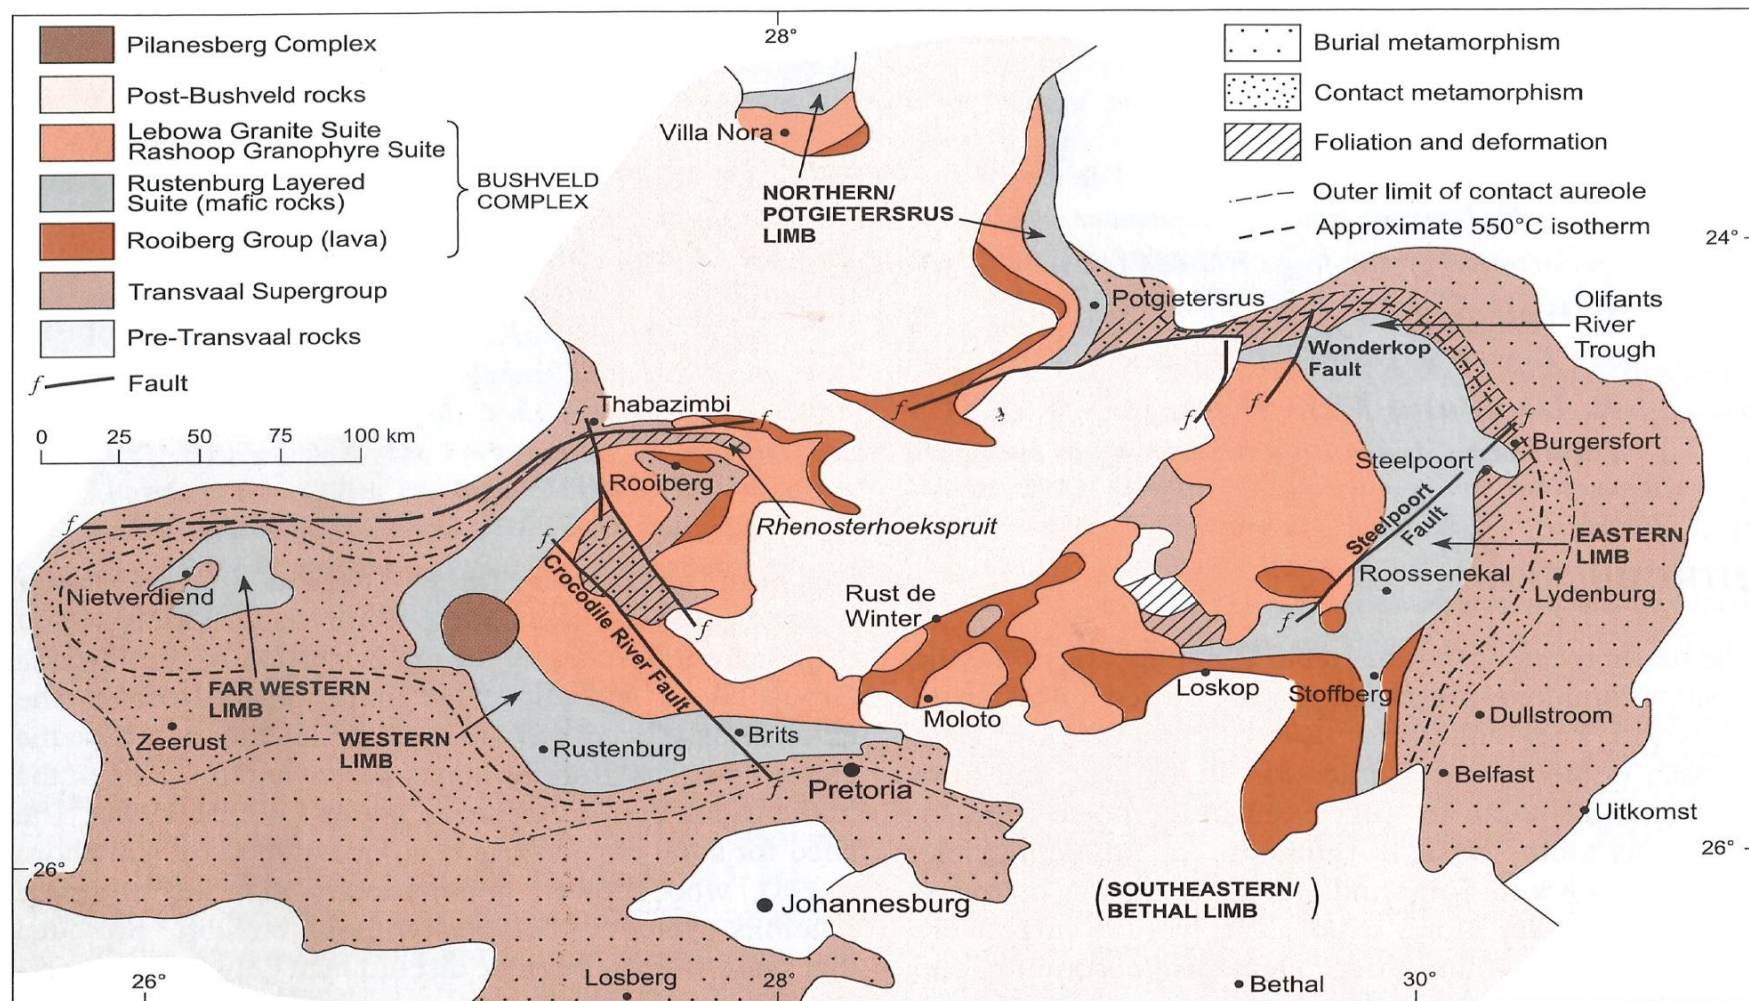 28°
Pilanesberg Complex
Post-Bushveld rocks
Lebowa Granite Suite
Rashoop Granophyre Suite
Rustenburg Layered
Suite (mafic rocks)
Rooiberg Group (lava)
BUSHVELD
COMPLEX
Transvaal Supergroup
Pre-Transvaal rocks
f
Fault
0 25 50 75 100 km
Burial metamorphism
Contact metamorphism
Foliation and deformation
Outer limit of contact aureole
Approximate 550°C isotherm
24°
Villa Nora
NORTHERN/
POTGIETERSRUS
LIMB
Potgietersrus
Olifants
River
Trough
Wonderkop
Fault
f
f
f
f
Thabazimbi
f
f
Burgersfort
Steelpoort
Rooiberg
Rhenosterhoekspruit
f
f
f
Steelpoort
Fault
EASTERN
LIMB
Nietverdiend
Crocodile River Fault
Rust de
Winter
Roossenekal
Lydenburg
f
f
FAR WESTERN
LIMB
Loskop
Stoffberg
Moloto
Dullstroom
Zeerust
WESTERN
LIMB
Rustenburg
Brits
f
Pretoria
Belfast
Uitkomst
26°
26°
Johannesburg
(SOUTHEASTERN/
BETHAL LIMB)
Losberg
Bethal
26°
28°
30°